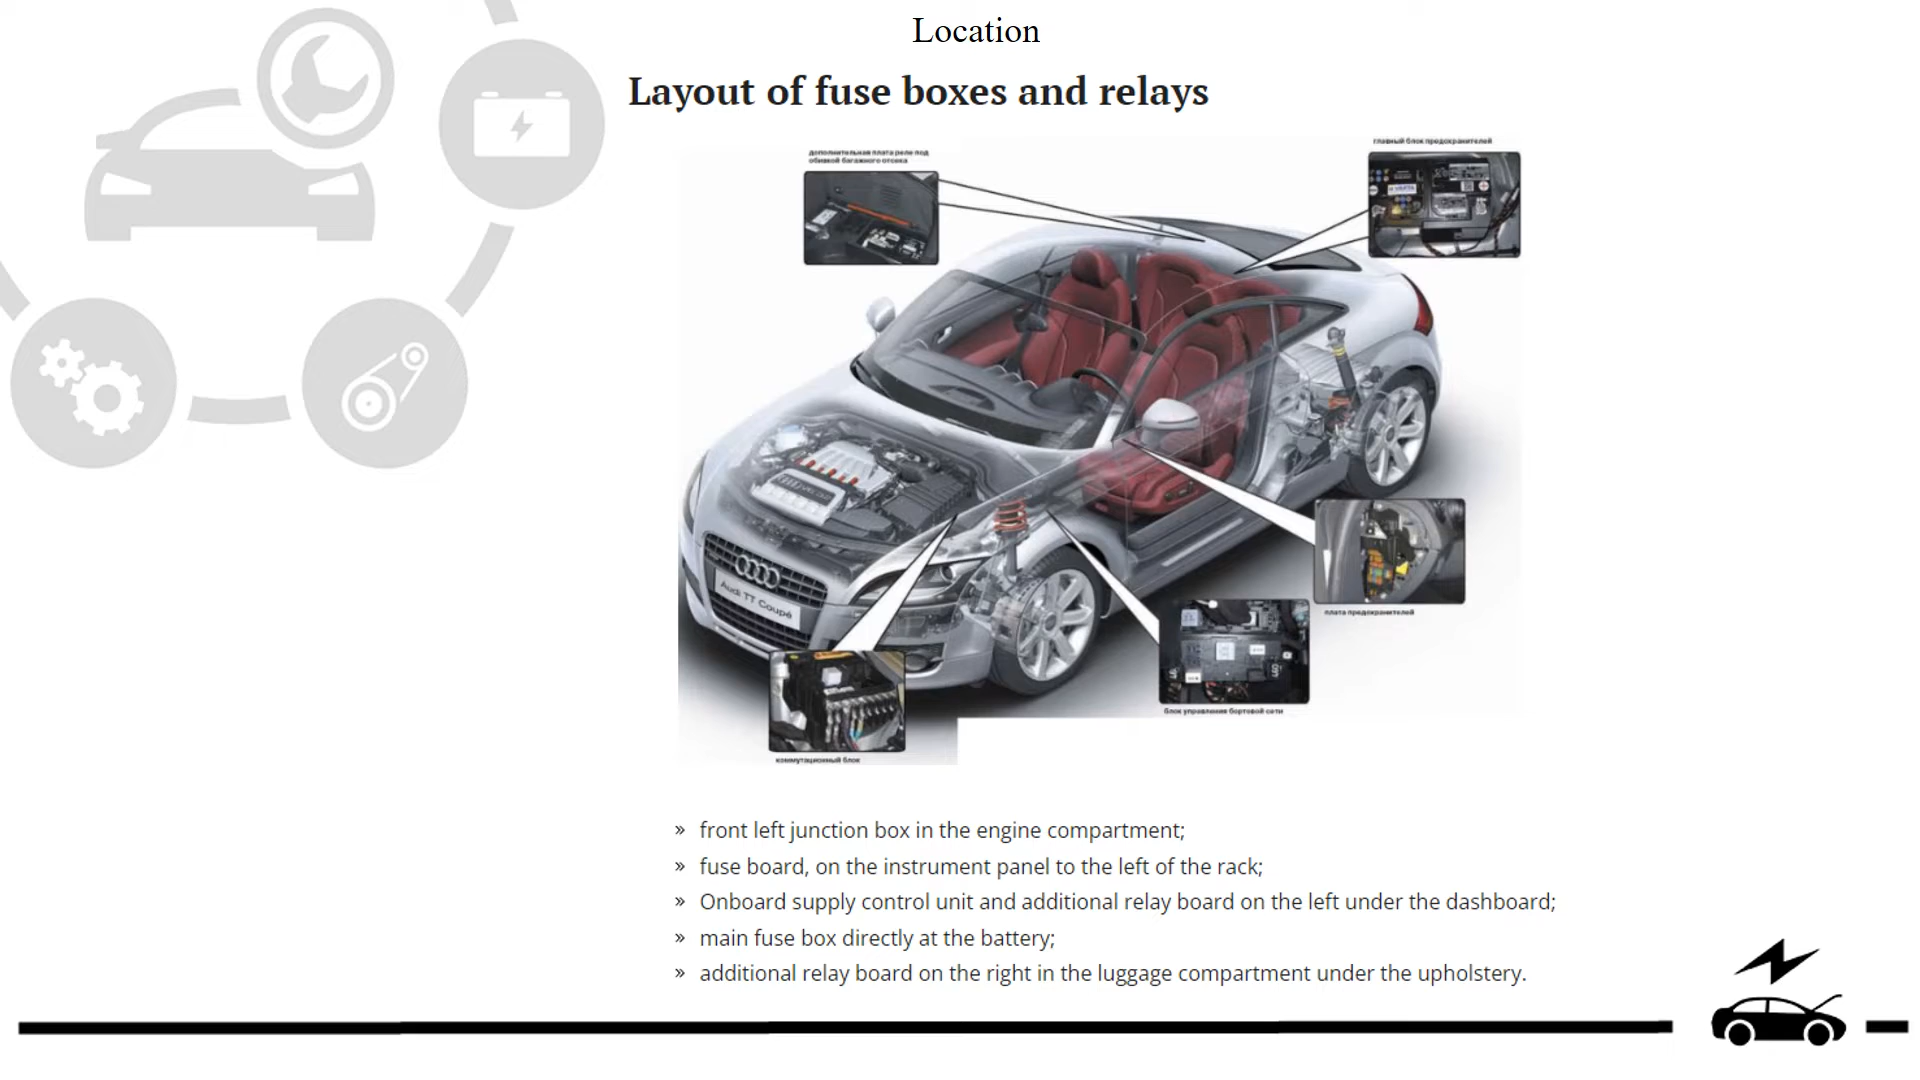 Location
Layout of fuse boxes and relays
дополнительная плата реле под
обивкой багажного отсека
главный блок предохранителей
Audi TT Coupé
плата предохранителей
блок управления бортовой сети
коммутационный блок
» front left junction box in the engine compartment;
» fuse board, on the instrument panel to the left of the rack;
» Onboard supply control unit and additional relay board on the left under the dashboard;
» main fuse box directly at the battery;
» additional relay board on the right in the luggage compartment under the upholstery.